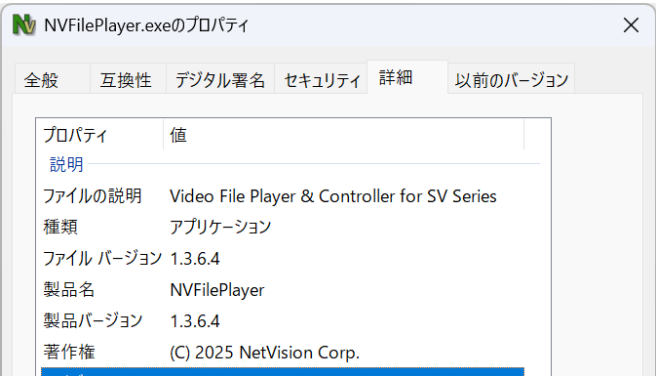 NVFilePlayer.exeのプロパティ
全般 互換性 デジタル署名 セキュリティ 詳細 以前のバージョン
プロパティ 値
説明
ファイルの説明 Video File Player & Controller for SV Series
種類 アプリケーション
ファイル バージョン 1.3.6.4
製品名 NVFilePlayer
製品バージョン 1.3.6.4
著作権 (C) 2025 NetVision Corp.